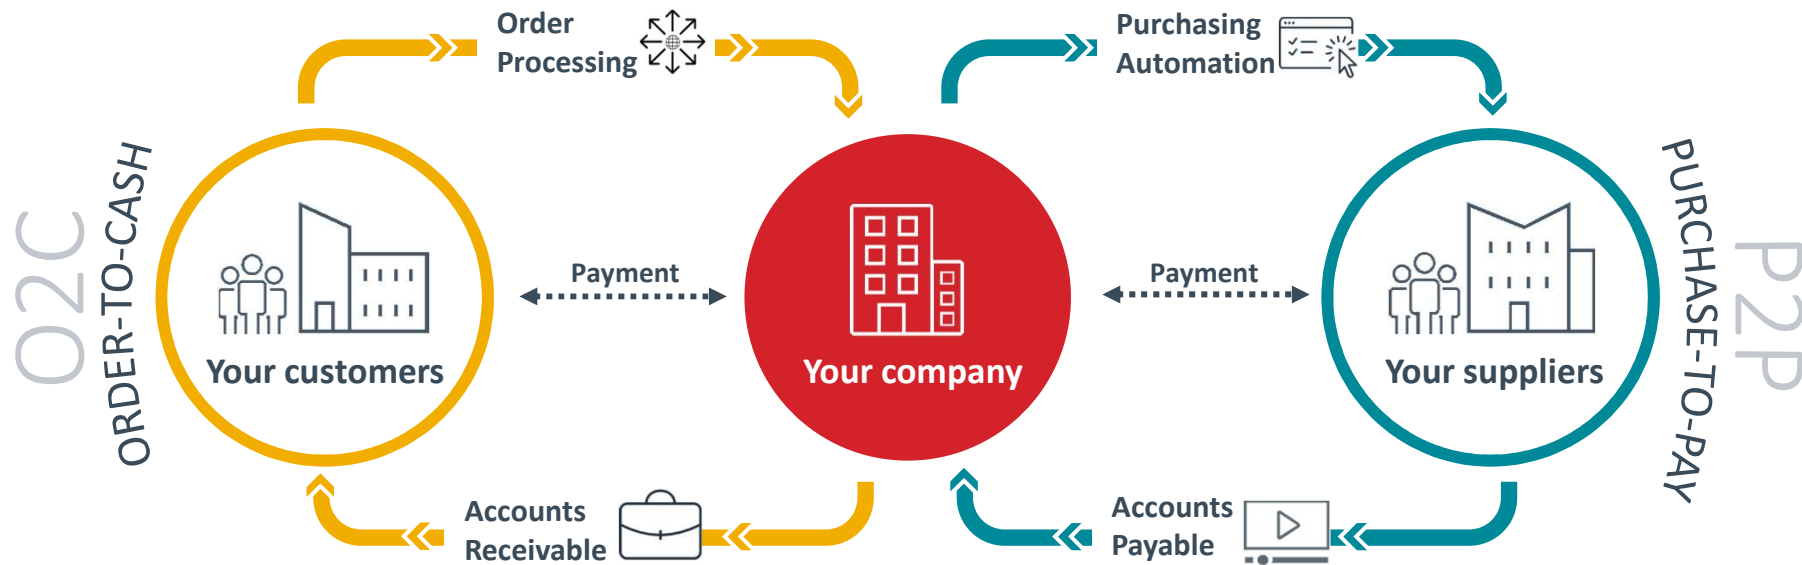 O2C
ORDER-TO-CASH
Order
Processing
Purchasing
Automation
Payment
Payment
Your customers
Your company
Your suppliers
Accounts
Receivable
Accounts
Payable
PURCHASE-TO-PAY
P2P